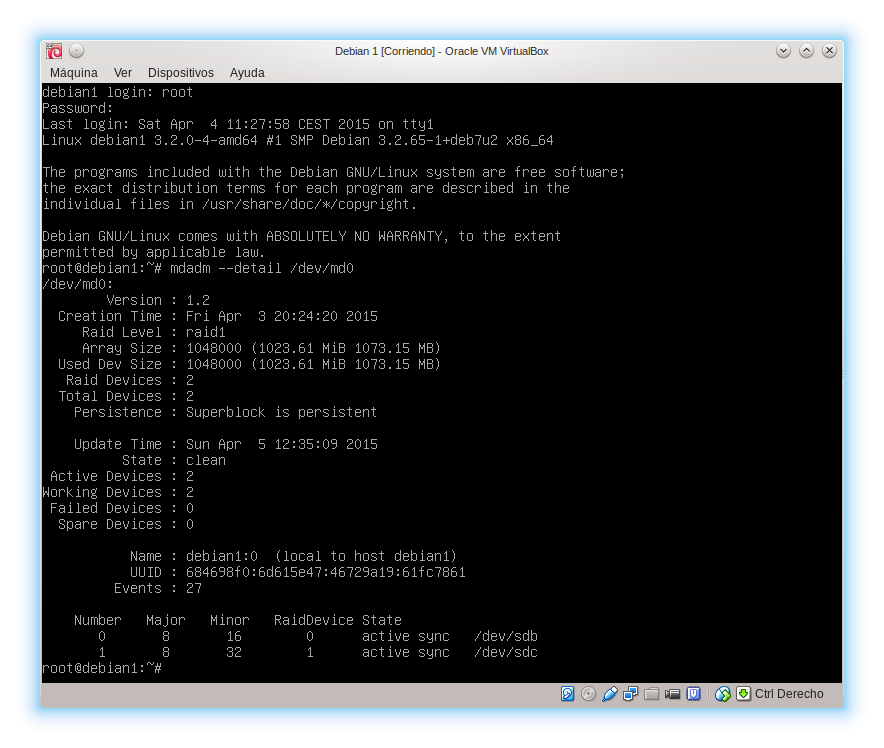 Debian 1 [Corriendo] - Oracle VM VirtualBox
Máquina Ver Dispositivos Ayuda
debian1 login: root
Password:
Last login: Sat Apr  4 11:27:58 CEST 2015 on tty1
Linux debian1 3.2.0-4-amd64 #1 SMP Debian 3.2.65-1+deb7u2 x86_64
The programs included with the Debian GNU/Linux system are free software;
the exact distribution terms for each program are described in the
individual files in /usr/share/doc/*/copyright.
Debian GNU/Linux comes with ABSOLUTELY NO WARRANTY, to the extent
permitted by applicable law.
root@debian1:~# mdadm --detail /dev/md0
/dev/md0:
Version : 1.2
Creation Time : Fri Apr  3 20:24:20 2015
Raid Level : raid1
Array Size : 1048000 (1023.61 MiB 1073.15 MB)
Used Dev Size : 1048000 (1023.61 MiB 1073.15 MB)
Raid Devices : 2
Total Devices : 2
Persistence : Superblock is persistent
Update Time : Sun Apr  5 12:35:09 2015
State : clean
Active Devices : 2
Working Devices : 2
Failed Devices : 0
Spare Devices : 0
Name : debian1:0  (local to host debian1)
UUID : 684698f0:6d615e47:46729a19:61fc7861
Events : 27
Number   Major   Minor   RaidDevice State
0       8       16        0      active sync   /dev/sdb
1       8       32        1      active sync   /dev/sdc
root@debian1:~#
Ctrl Derecho